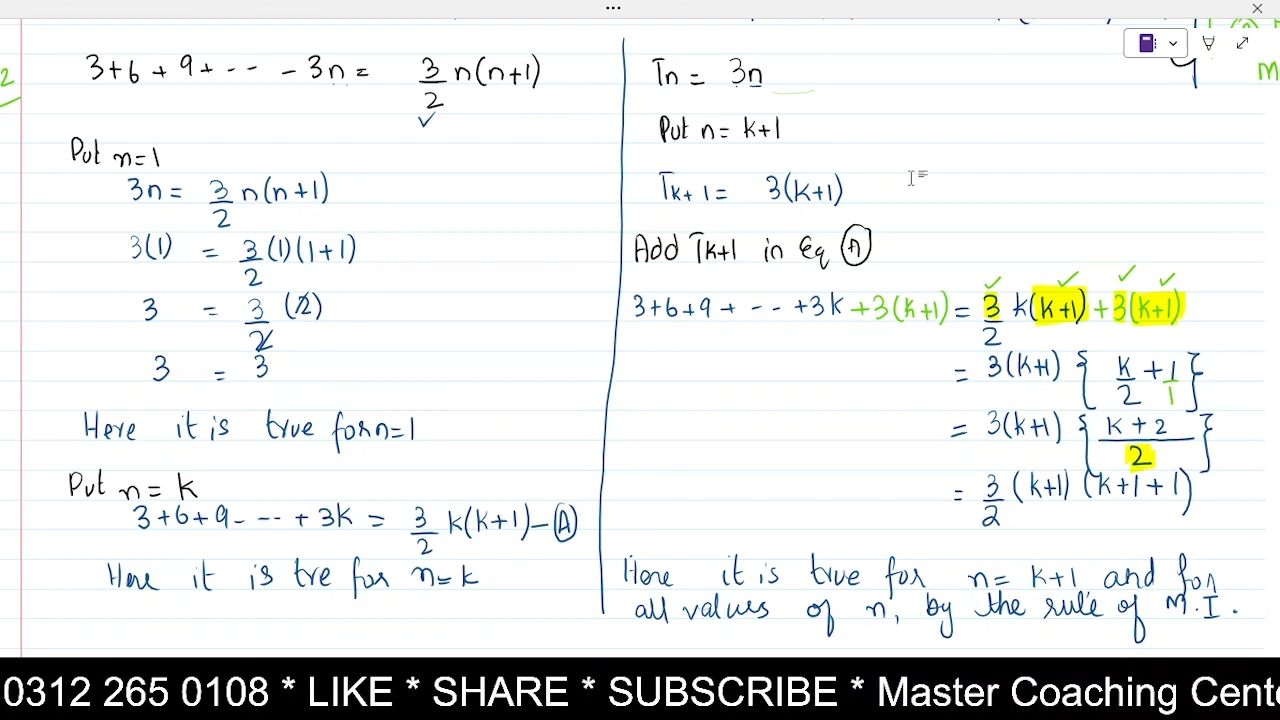 3+6+9+-- - 3n = 3/2 n(n+1)
Put n=1
3n = 3/2 n(n+1)
3(1) = 3/2 (1)(1+1)
3 = 3/2 (2)
3 = 3
Here it is true for n=1
Put n=k
3+6+9- -- + 3k = 3/2 k(k+1) - Ⓐ
Here it is tre for n=k
Tn = 3n
Put n= k+1
Tk+1 = 3(k+1)
Add Tk+1 in Eq Ⓐ
3+6+9+ -- +3k +3(k+1) = 3/2 k(k+1) +3(k+1)
= 3(k+1) { k/2 + 1/1 }
= 3(k+1) { k+2/2 }
= 3/2 (k+1) (k+1+1)
Here it is true for n= k+1 and for
all values of n, by the rule of M.I.
0312 265 0108 * LIKE * SHARE * SUBSCRIBE * Master Coaching Cente